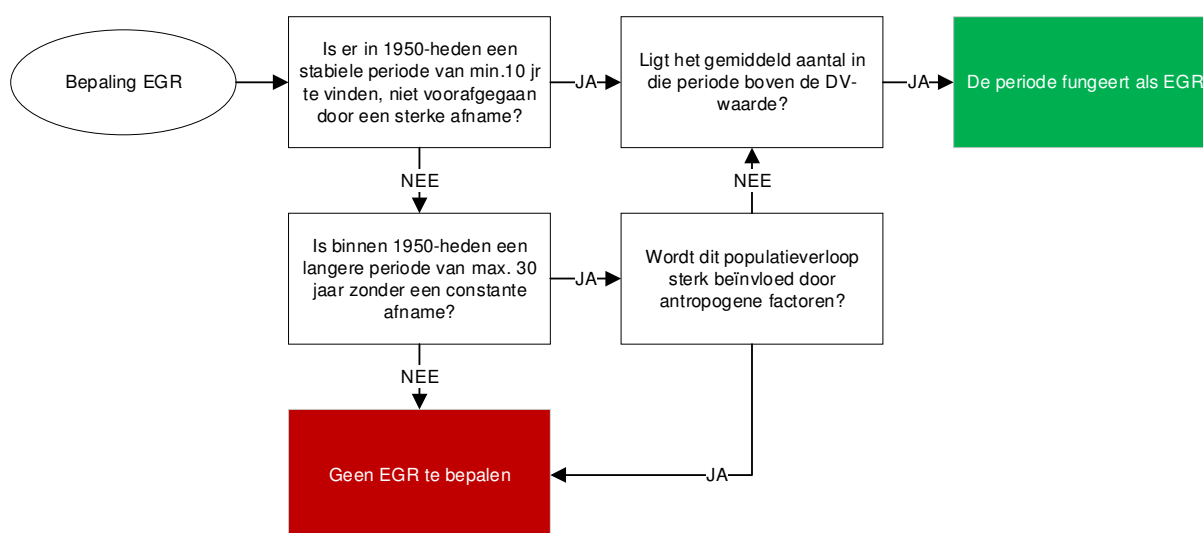 Bepaling EGR
Is er in 1950-heden een
stabiele periode van min.10 jr
te vinden, niet voorafgegaan
door een sterke afname?
JA
Ligt het gemiddeld aantal in
die periode boven de DV-
waarde?
JA
De periode fungeert als EGR
NEE
NEE
Is binnen 1950-heden een
langere periode van max. 30
jaar zonder een constante
afname?
JA
Wordt dit populatieverloop
sterk beïnvloed door
antropogene factoren?
NEE
Geen EGR te bepalen
JA